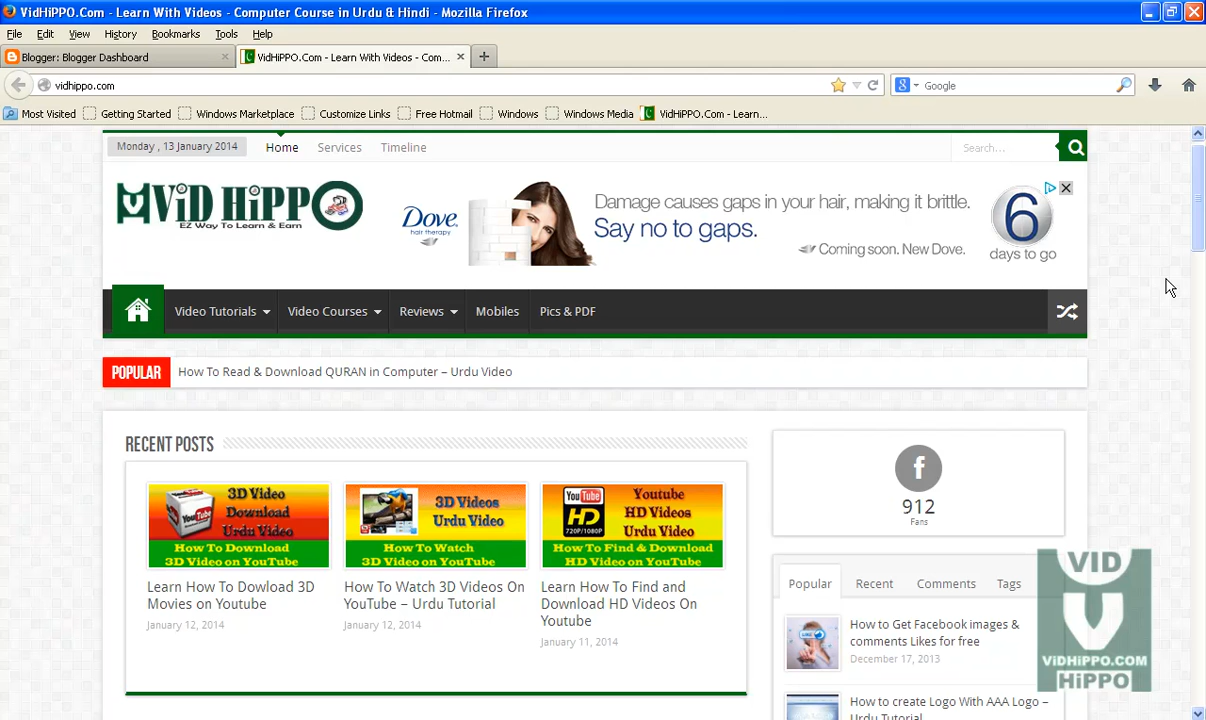 VidHiPPO.Com - Learn With Videos - Computer Course in Urdu & Hindi - Mozilla Firefox
File Edit View History Bookmarks Tools Help
Blogger: Blogger Dashboard
VidHiPPO.Com - Learn With Videos - Com...
vidhippo.com
Google
Most Visited Getting Started Windows Marketplace Customize Links Free Hotmail Windows Windows Media VidHiPPO.Com - Learn...
Monday , 13 January 2014 Home Services Timeline
Search...
ViD HiPPO
EZ Way To Learn & Earn
Dove
hair therapy
Damage causes gaps in your hair, making it brittle.
Say no to gaps.
Coming soon. New Dove.
6
days to go
Video Tutorials Video Courses Reviews Mobiles Pics & PDF
POPULAR How To Read & Download QURAN in Computer – Urdu Video
RECENT POSTS
3D Video
Download
Urdu Video
How To Download
3D Video on YouTube
Learn How To Dowload 3D
Movies on Youtube
January 12, 2014
3D Videos
Urdu Video
How To Watch
3D Videos on YouTube
How To Watch 3D Videos On
YouTube – Urdu Tutorial
January 12, 2014
YouTube
HD
720P/1080P
Youtube
HD Videos
Urdu Video
How To Find & Download
HD Videos on YouTube
Learn How To Find and
Download HD Videos On
Youtube
January 11, 2014
f
912
Fans
Popular Recent Comments Tags
How to Get Facebook images &
comments Likes for free
December 17, 2013
How to create Logo With AAA Logo –
Urdu Tutorial
VID
VIDHiPPO.COM
HiPPO